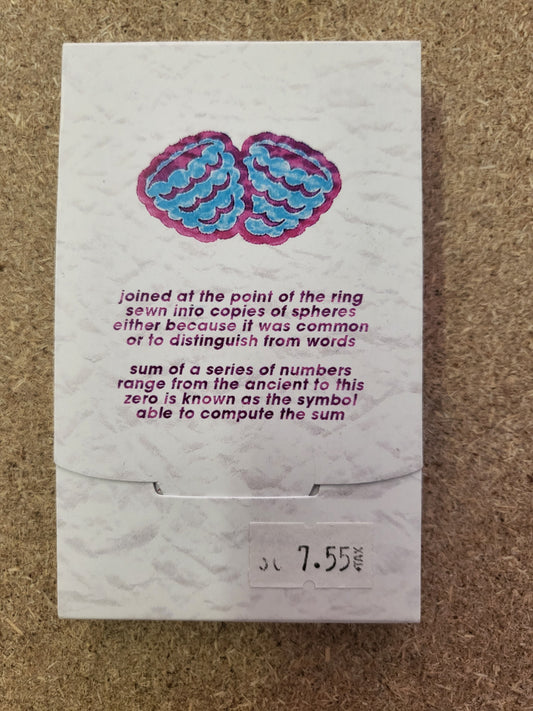 joined at the point of the ring
sewn into copies of spheres
either because it was common
or to distinguish from words
sum of a series of numbers
range from the ancient to this
zero is known as the symbol
able to compute the sum
7.55 +TAX